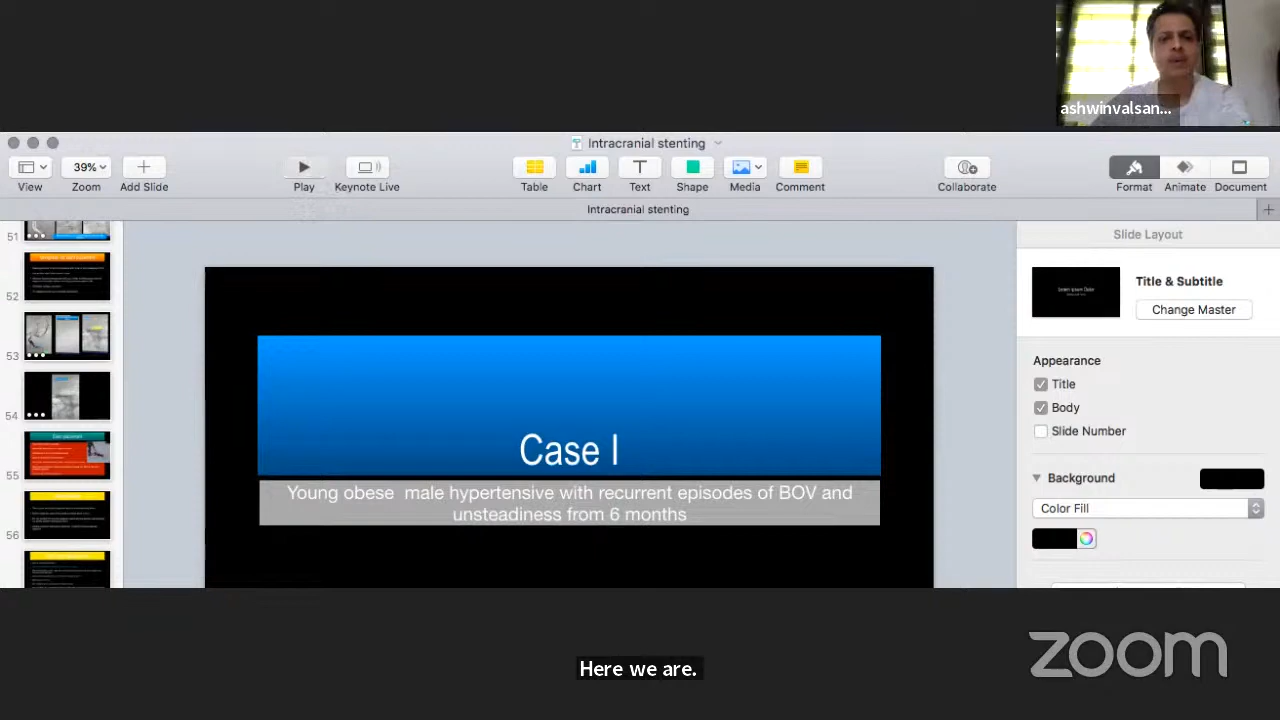 ashwinvalsan...
Intracranial stenting
View
39%
Zoom
Add Slide
Play
Keynote Live
Table
Chart
Text
Shape
Media
Comment
Collaborate
Format
Animate
Document
Intracranial stenting
51
52
53
54
55
56
Case I
Young obese male hypertensive with recurrent episodes of BOV and
unsteadiness from 6 months
Slide Layout
Title & Subtitle
Change Master
Appearance
Title
Body
Slide Number
Background
Color Fill
Here we are.
zoom